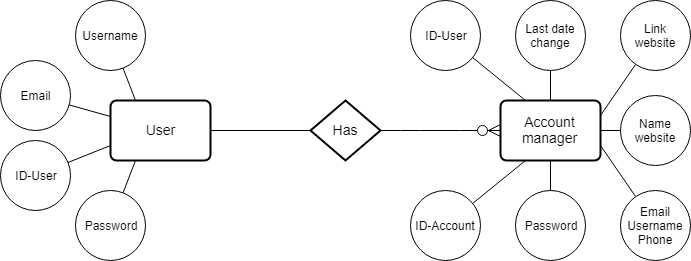 Username
Email
ID-User
Password
User
Has
ID-User
Last date
change
Link
website
Account
manager
Name
website
ID-Account
Password
Email
Username
Phone